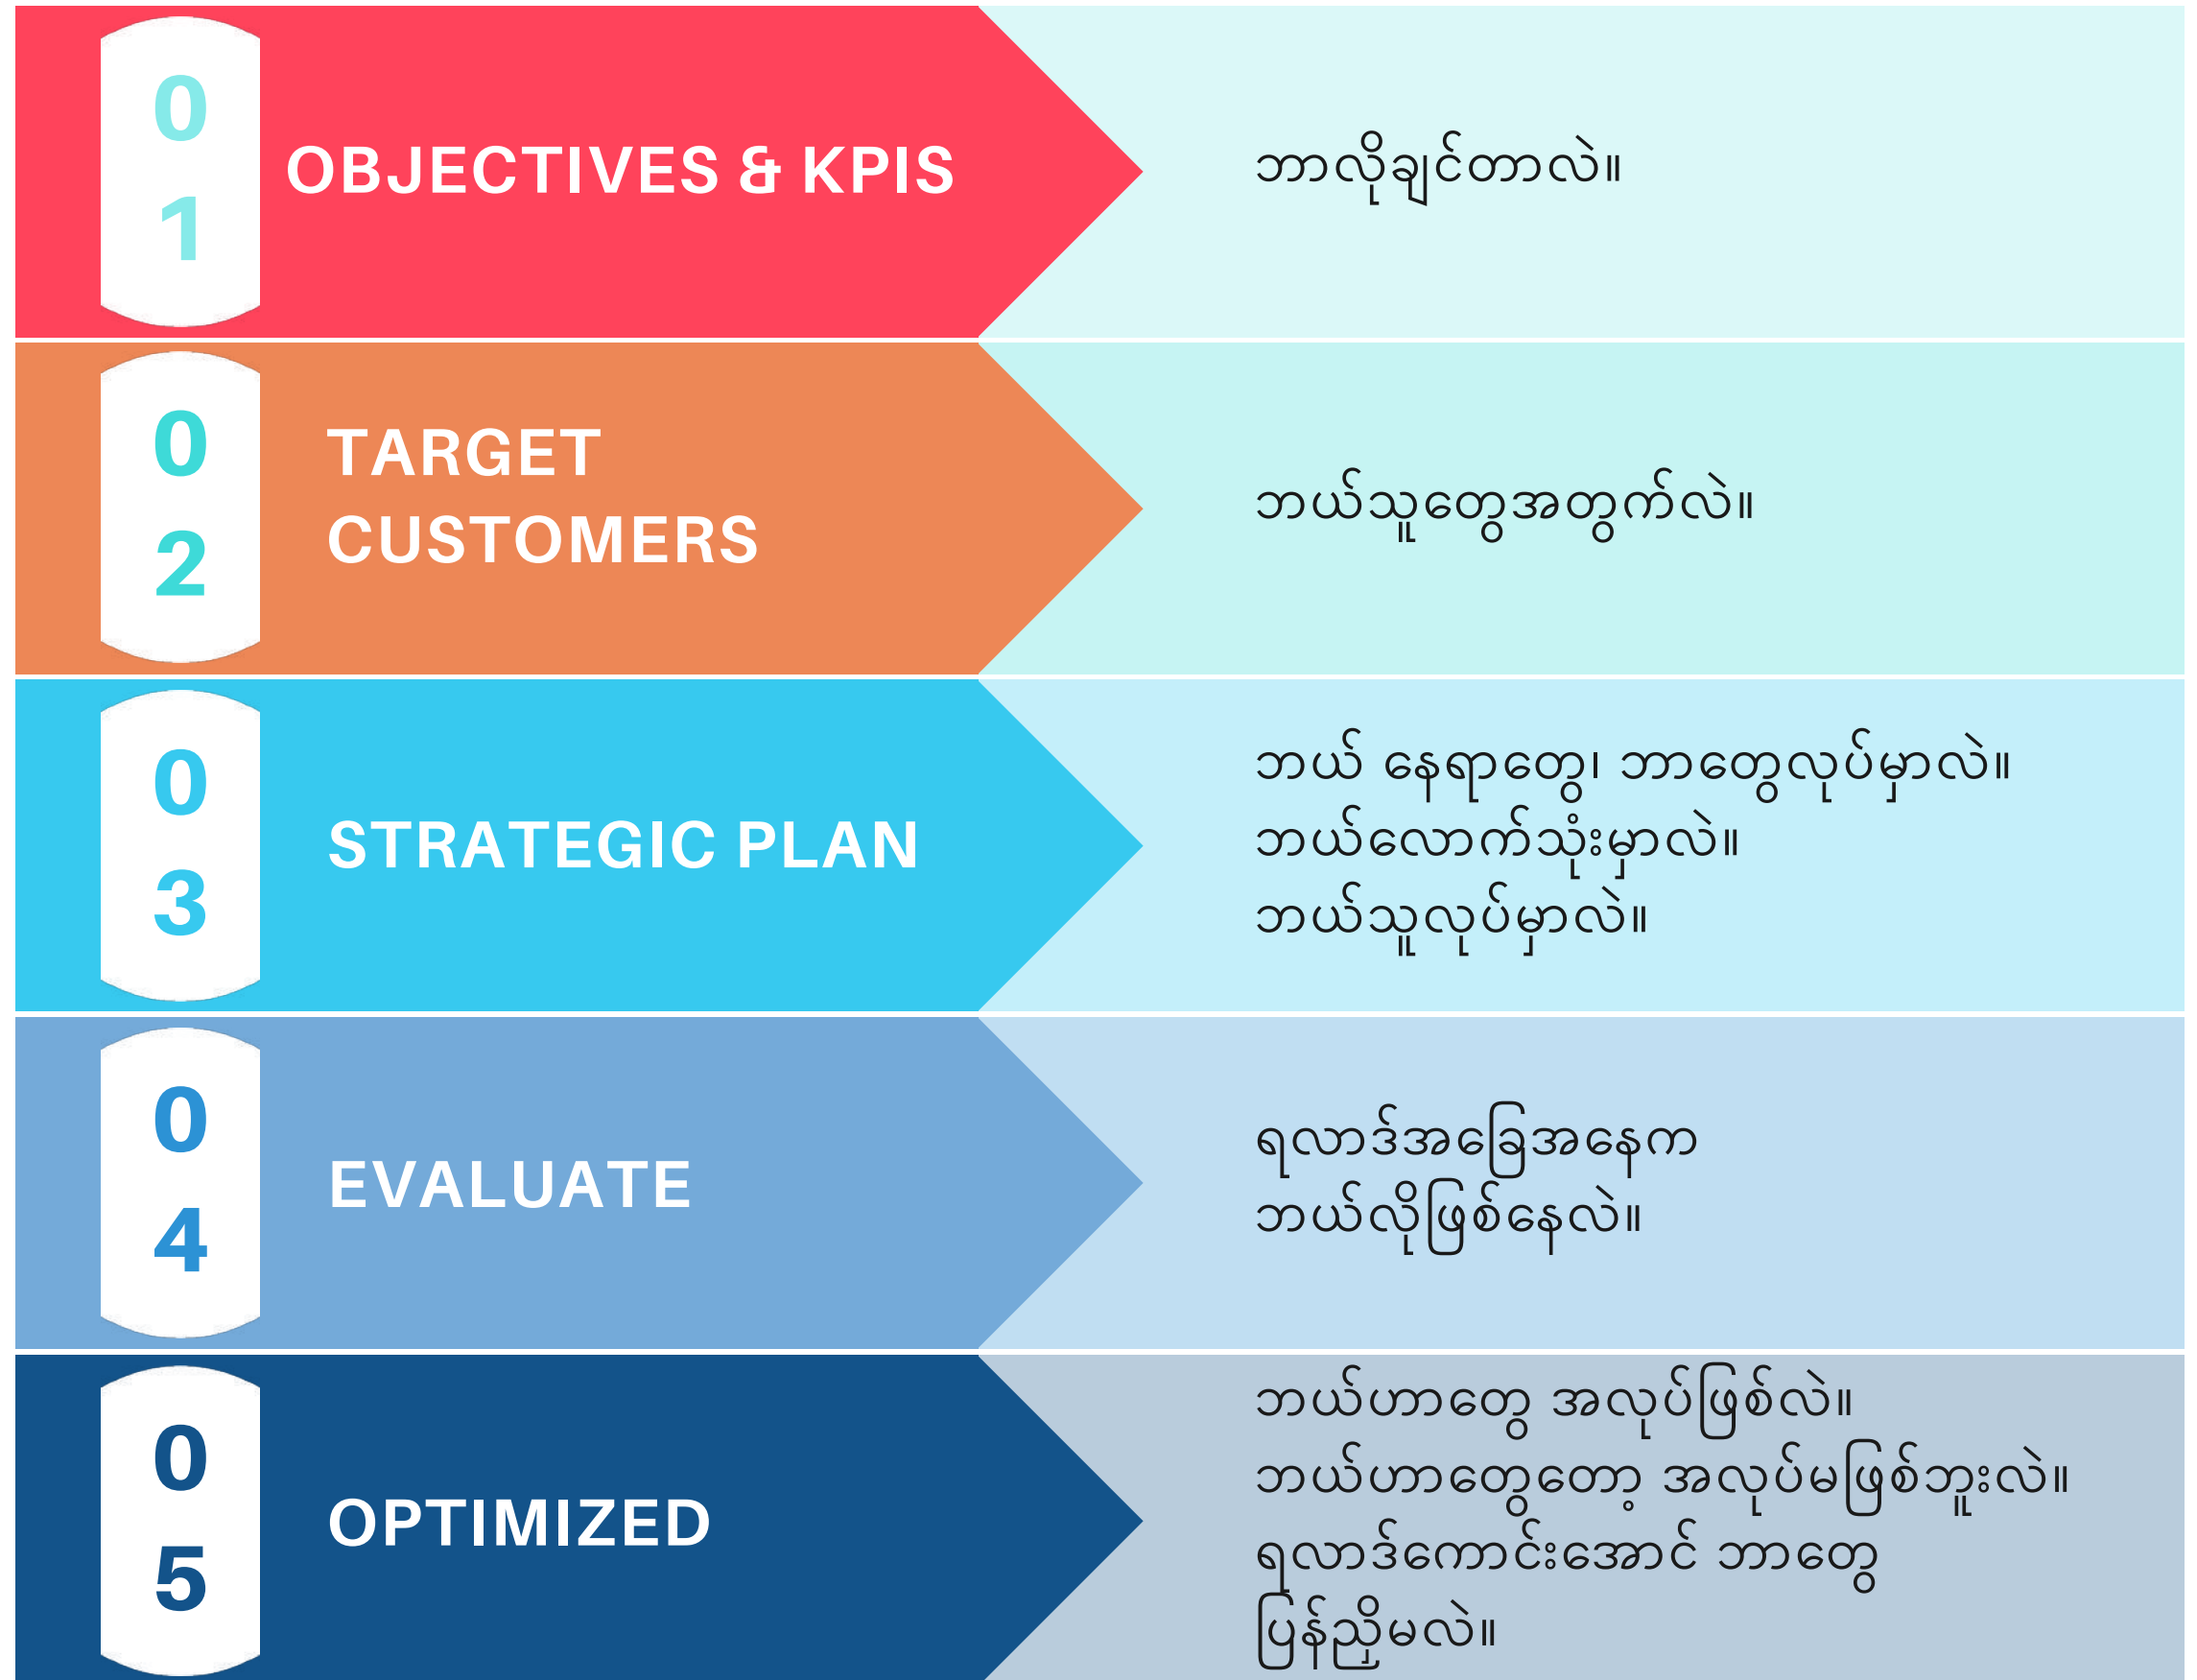 01
OBJECTIVES & KPIS
ဘာလိုချင်တာလဲ။
02
TARGET
CUSTOMERS
ဘယ်သူတွေအတွက်လဲ။
03
STRATEGIC PLAN
ဘယ် နေရာတွေ၊ ဘာတွေလုပ်မှာလဲ။
ဘယ်လောက်သုံးမှာလဲ။
ဘယ်သူလုပ်မှာလဲ။
04
EVALUATE
ရလာဒ်အခြေအနေက
ဘယ်လိုဖြစ်နေလဲ။
05
OPTIMIZED
ဘယ်ဟာတွေ အလုပ်ဖြစ်လဲ။
ဘယ်ဟာတွေတော့ အလုပ်မဖြစ်ဘူးလဲ။
ရလာဒ်ကောင်းအောင် ဘာတွေ
ပြန်ညှိမလဲ။